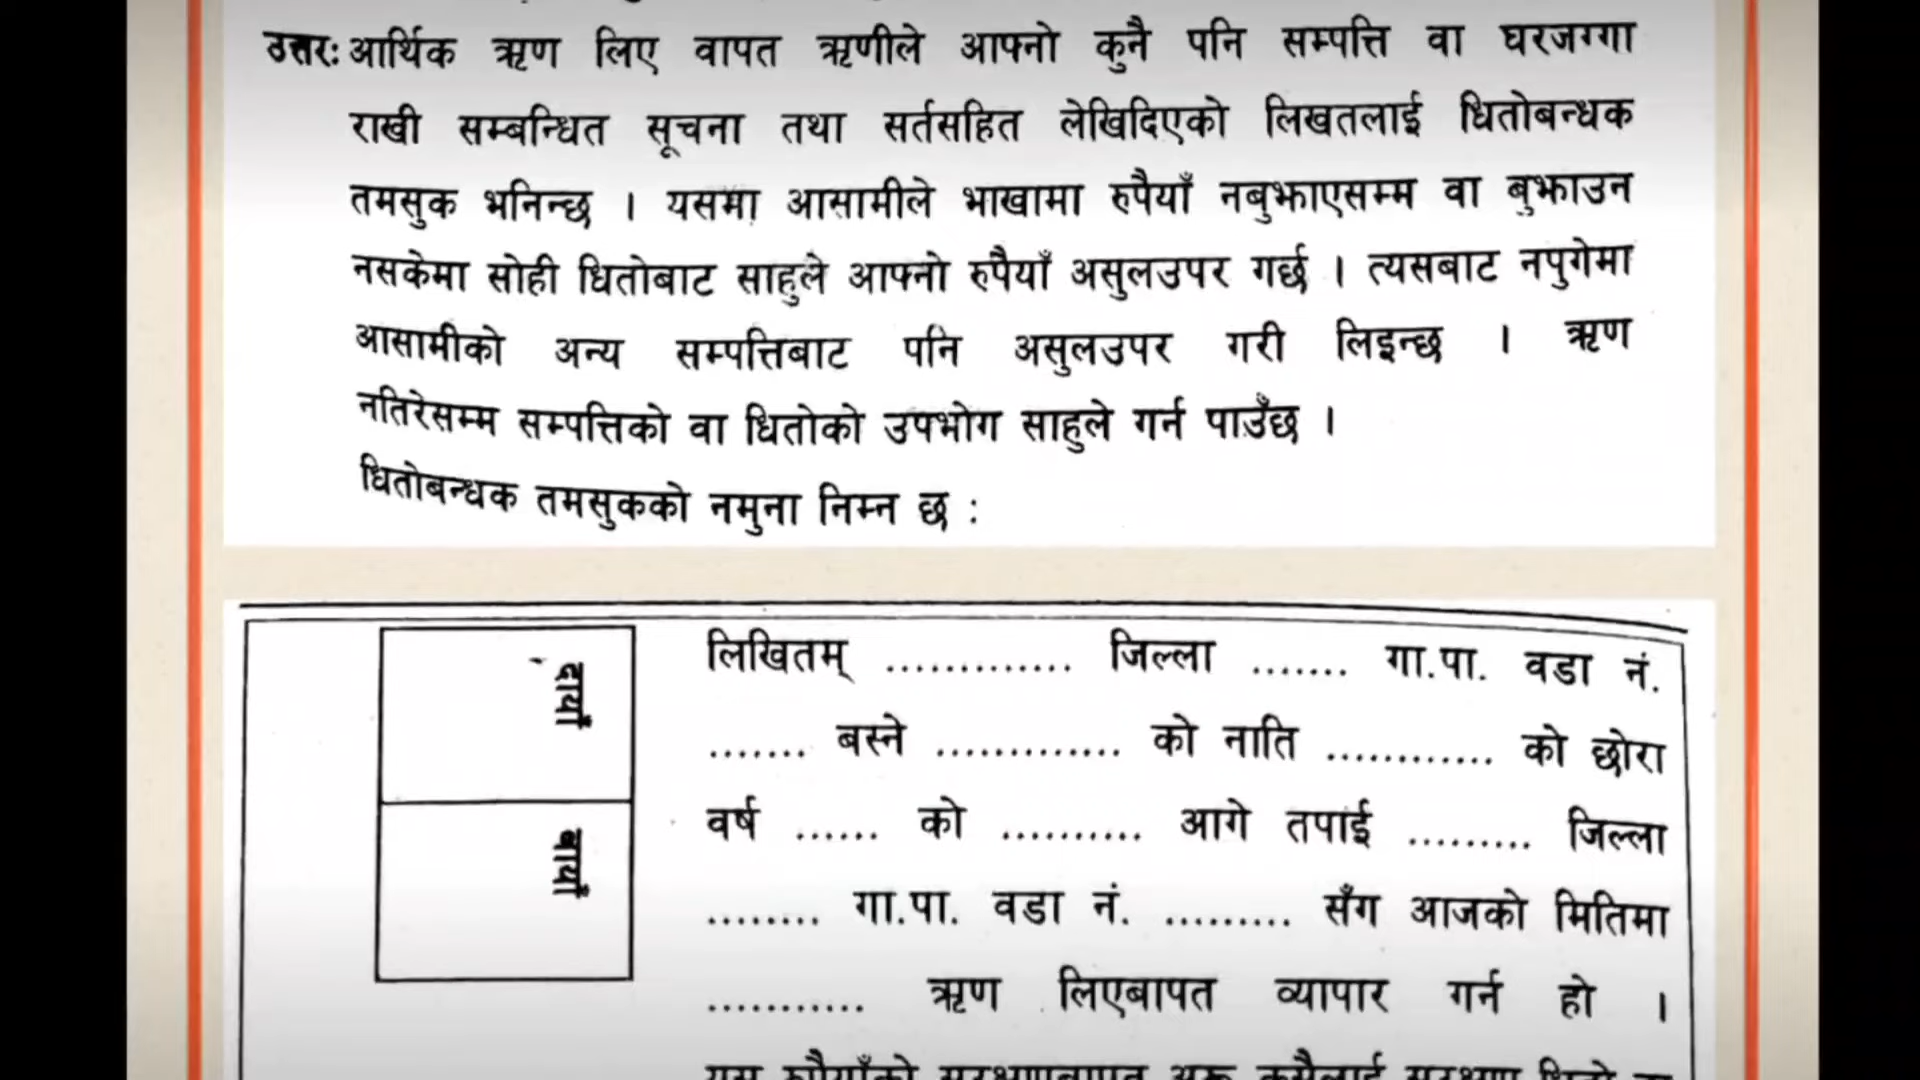 उत्तरः आर्थिक ऋण लिए वापत ऋणीले आफ्नो कुनै पनि सम्पत्ति वा घरजग्गा
राखी सम्बन्धित सूचना तथा सर्तसहित लेखिदिएको लिखतलाई धितोबन्धक
तमसुक भनिन्छ । यसमा आसामीले भाखामा रुपैयाँ नबुझाएसम्म वा बुझाउन
नसकेमा सोही धितोबाट साहुले आफ्नो रुपैयाँ असुलउपर गर्छ । त्यसबाट नपुगेमा
आसामीको अन्य सम्पत्तिबाट पनि असुलउपर गरी लिइन्छ । ऋण
नतिरेसम्म सम्पत्तिको वा धितोको उपभोग साहुले गर्न पाउँछ ।
धितोबन्धक तमसुकको नमुना निम्न छ :
दायाँ
बायाँ
लिखितम् ............. जिल्ला ....... गा.पा. वडा नं.
....... बस्ने ............. को नाति ............ को छोरा
वर्ष ...... को .......... आगे तपाई ......... जिल्ला
........ गा.पा. वडा नं. ......... सँग आजको मितिमा
........... ऋण लिएबापत व्यापार गर्न हो ।